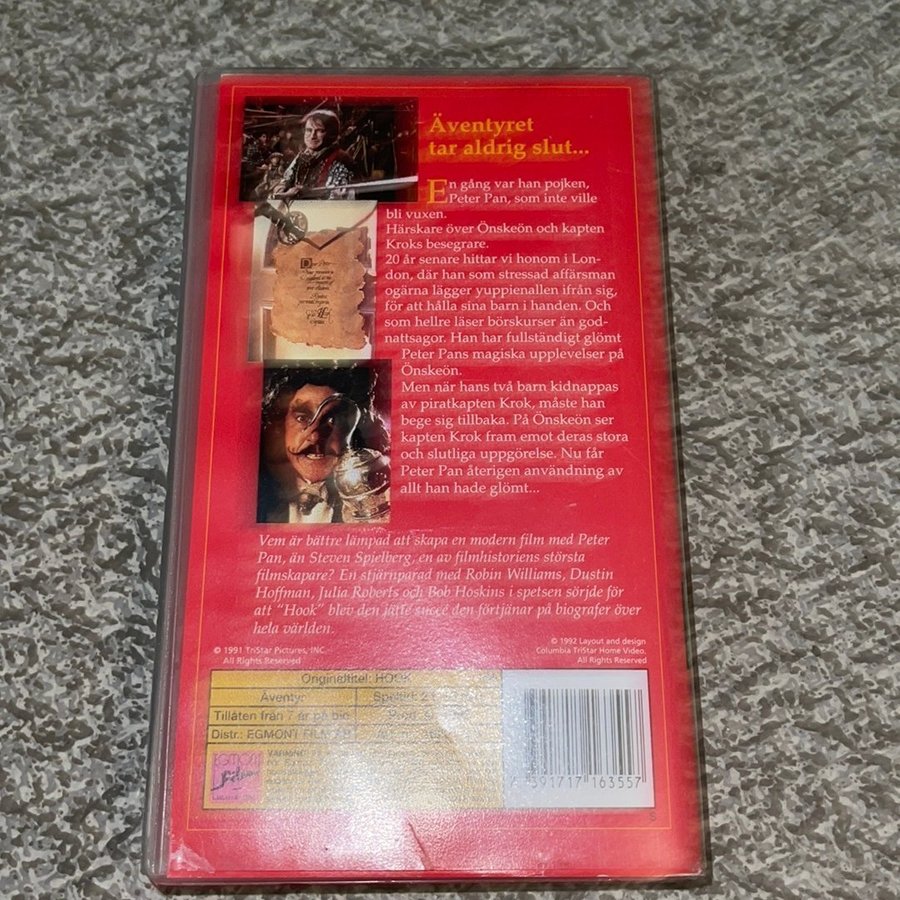 Äventyret
tar aldrig slut...
En gång var han pojken,
Peter Pan, som inte ville
bli vuxen.
Härskare över Önskeön och kapten
Kroks besegrare.
20 år senare hittar vi honom i Lon-
don, där han som stressad affärsman
ogärna lägger yuppienallen ifrån sig,
för att hålla sina barn i handen. Och
som hellre läser börskurser än god-
nattsagor. Han har fullständigt glömt
Peter Pans magiska upplevelser på
Önskeön.
Men när hans två barn kidnappas
av piratkapten Krok, måste han
bege sig tillbaka. På Önskeön ser
kapten Krok fram emot deras stora
och slutliga uppgörelse. Nu får
Peter Pan återigen användning av
allt han hade glömt...
Vem är bättre lämpad att skapa en modern film med Peter
Pan, än Steven Spielberg, en av filmhistoriens största
filmskapare? En stjärnparad med Robin Williams, Dustin
Hoffman, Julia Roberts och Bob Hoskins i spetsen sörjde för
att "Hook" blev den jätte succé den förtjänar på biografer över
hela världen.
© 1991 TriStar Pictures, INC.
All Rights Reserved
© 1992 Layout and design
Columbia TriStar Home Video.
All Rights Reserved
Originaltitel: HOOK
Äventyr
Tillåten från 7 år på bio
Distr.: EGMONT FILM AB
EGMONT
Film
391717 163557
S